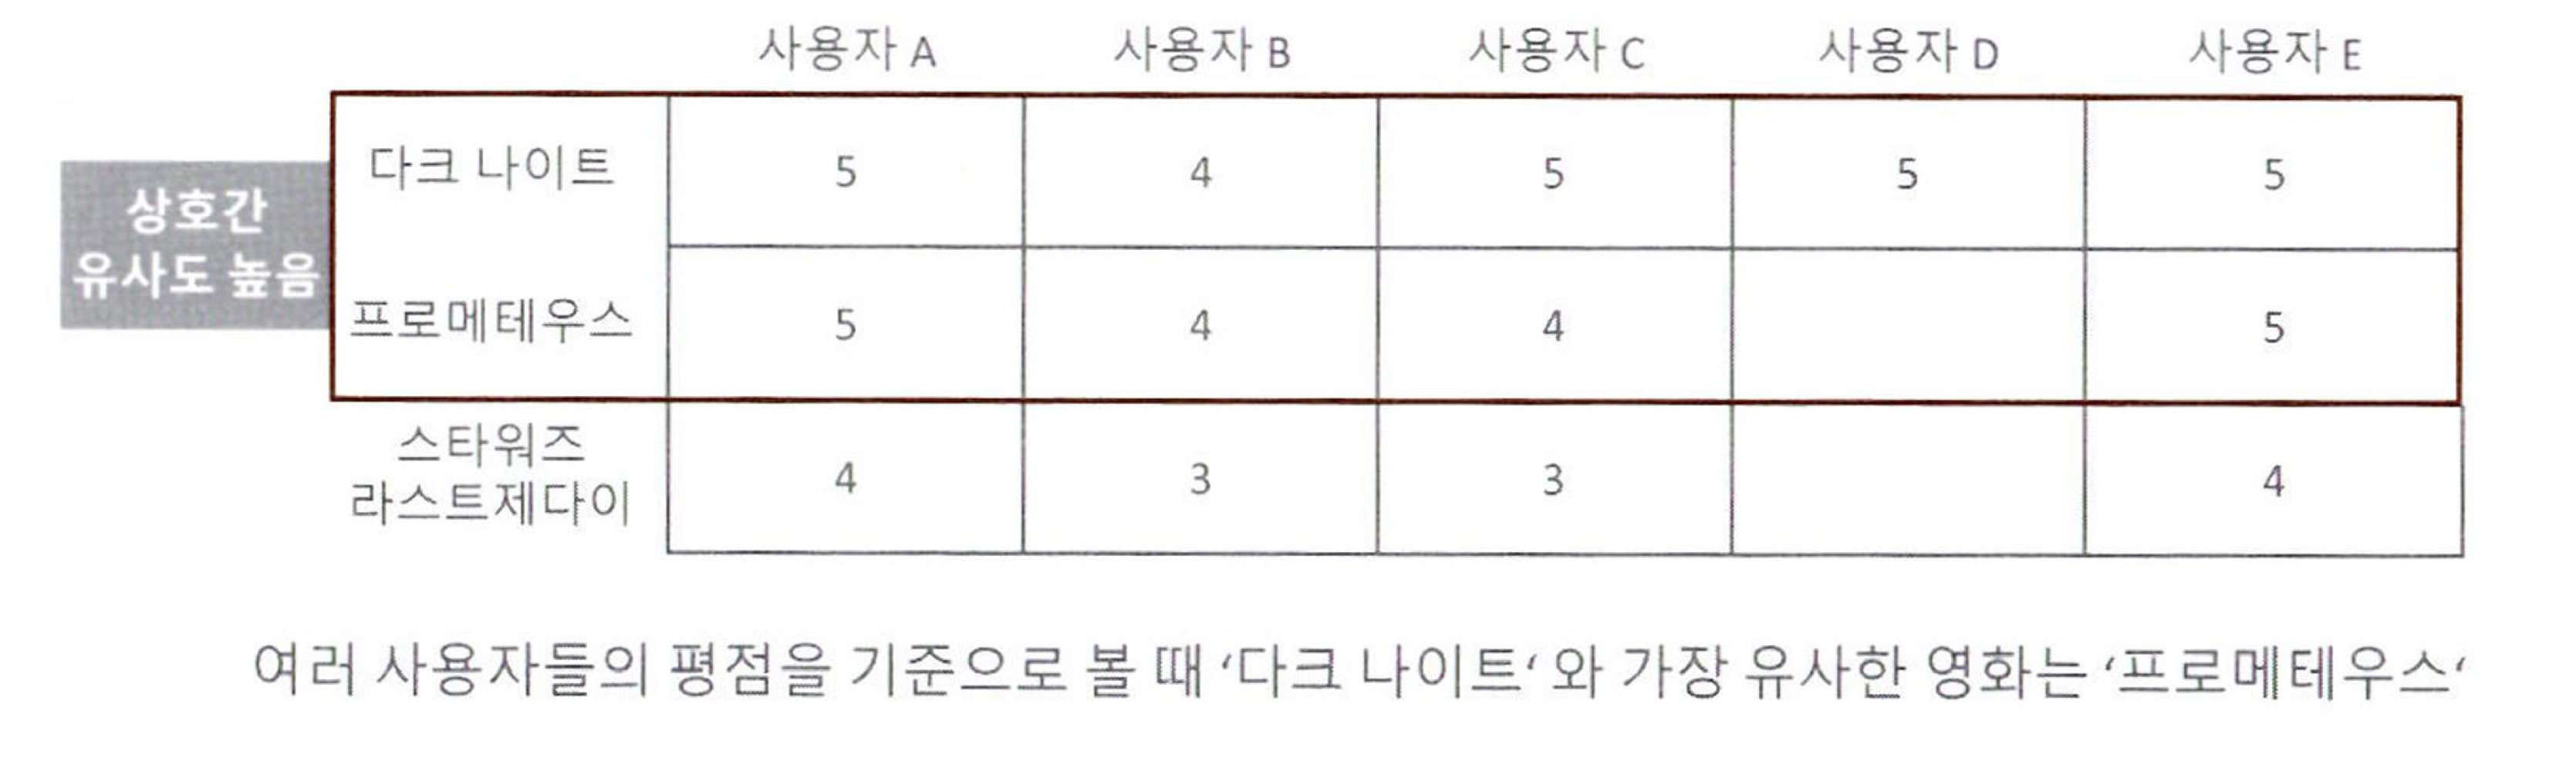 사용자 A 사용자 B 사용자 C 사용자 D 사용자 E
다크 나이트 5 4 5 5 5
상호간
유사도 높음
프로메테우스 5 4 4 5
스타워즈
라스트제다이 4 3 3 4
여러 사용자들의 평점을 기준으로 볼 때 ‘다크 나이트‘ 와 가장 유사한 영화는 ‘프로메테우스‘